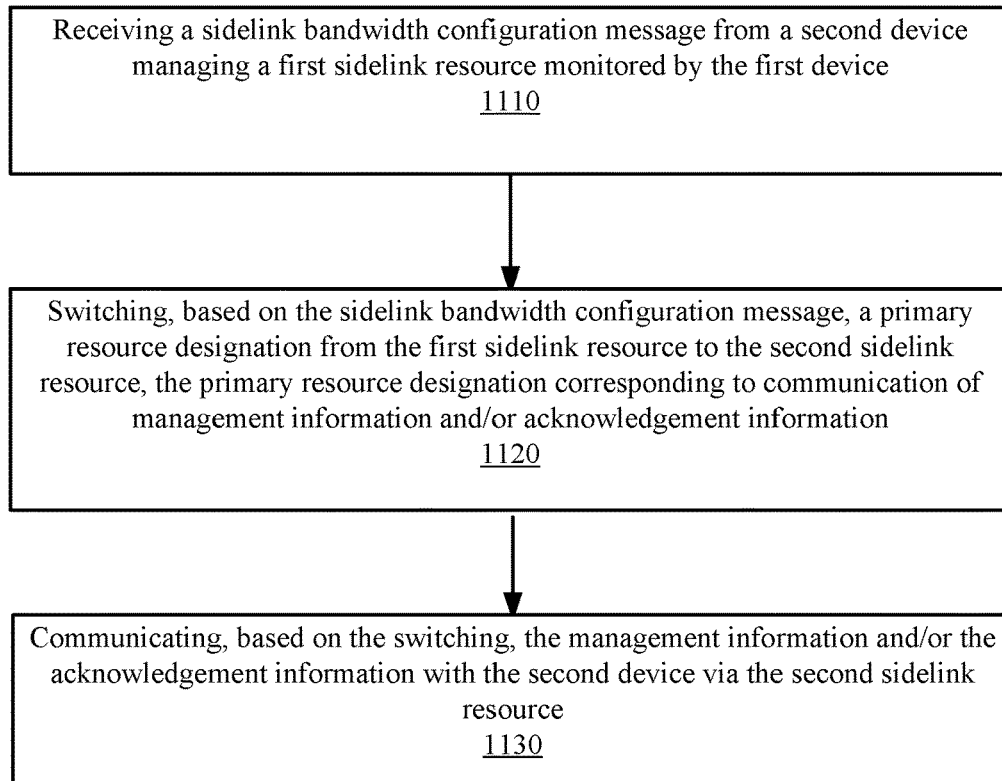 Receiving a sidelink bandwidth configuration message from a second device
managing a first sidelink resource monitored by the first device
1110
Switching, based on the sidelink bandwidth configuration message, a primary
resource designation from the first sidelink resource to the second sidelink
resource, the primary resource designation corresponding to communication of
management information and/or acknowledgement information
1120
Communicating, based on the switching, the management information and/or the
acknowledgement information with the second device via the second sidelink
resource
1130